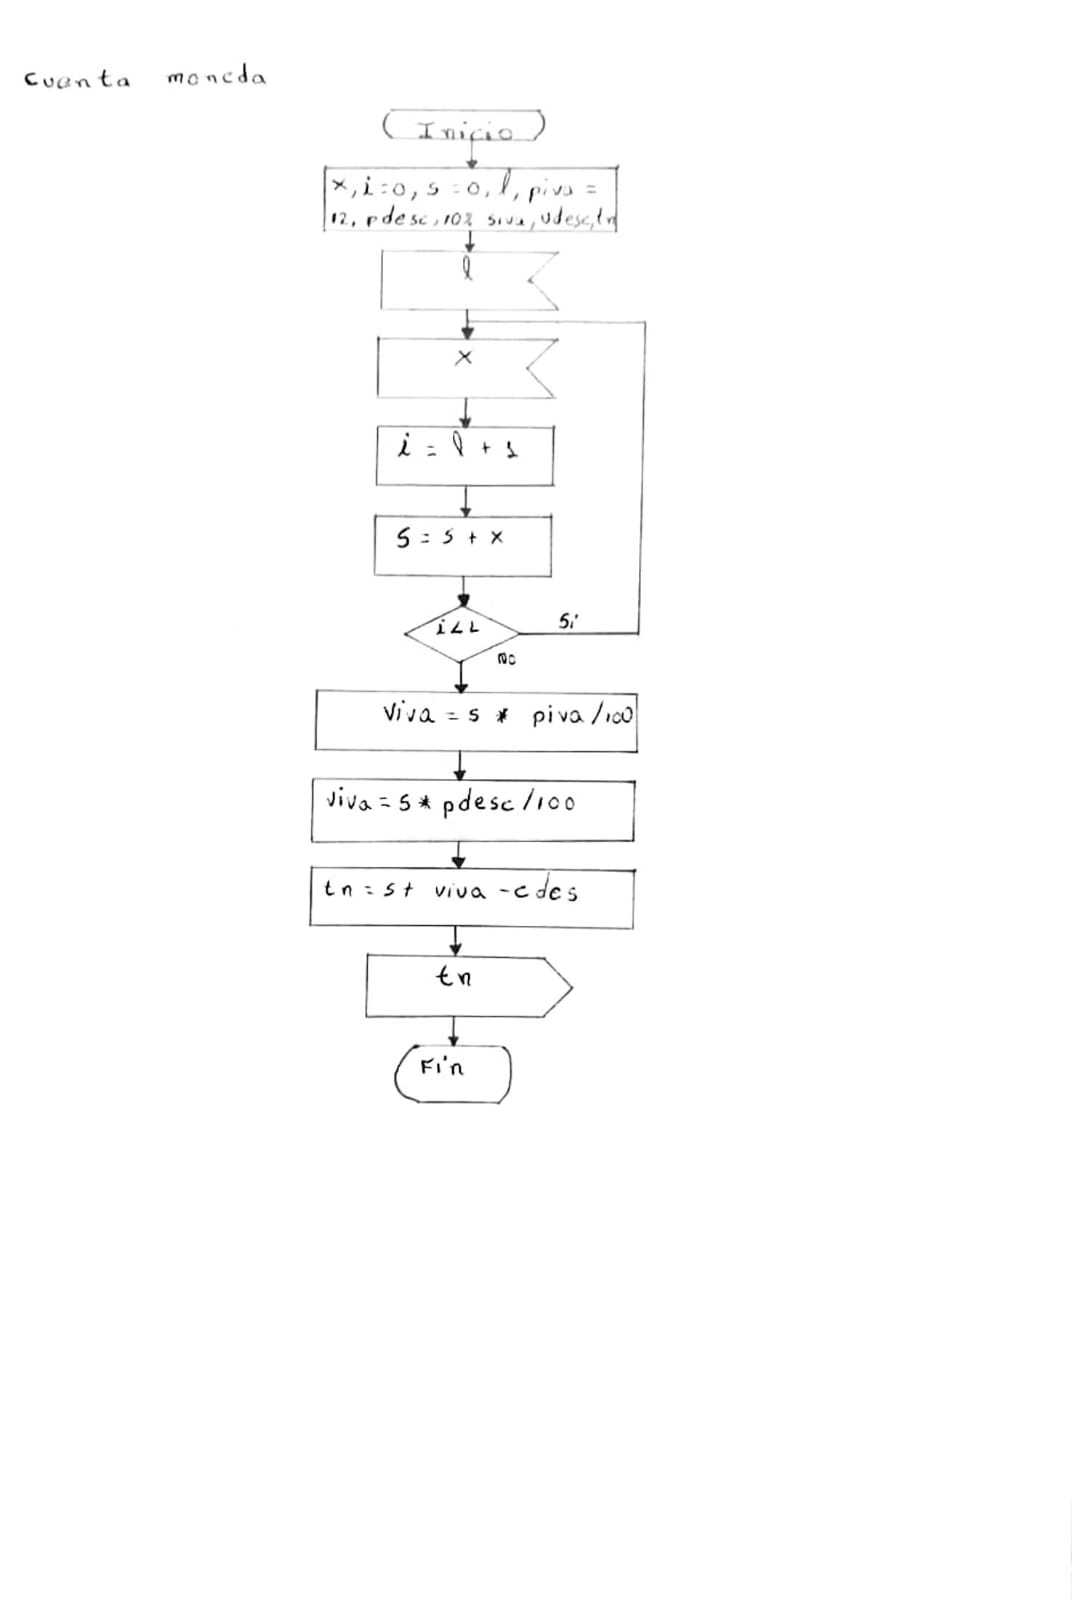 cuenta moneda
Inicio
x, i=0, s=0, l, piva =
12, pdesc, 10% siva, vdesc, tn
l
x
i = l + 1
s = s + x
i<L
Si
no
viva = s * piva/100
viva = s * pdesc/100
tn = s + viva - cdes
tn
Fin